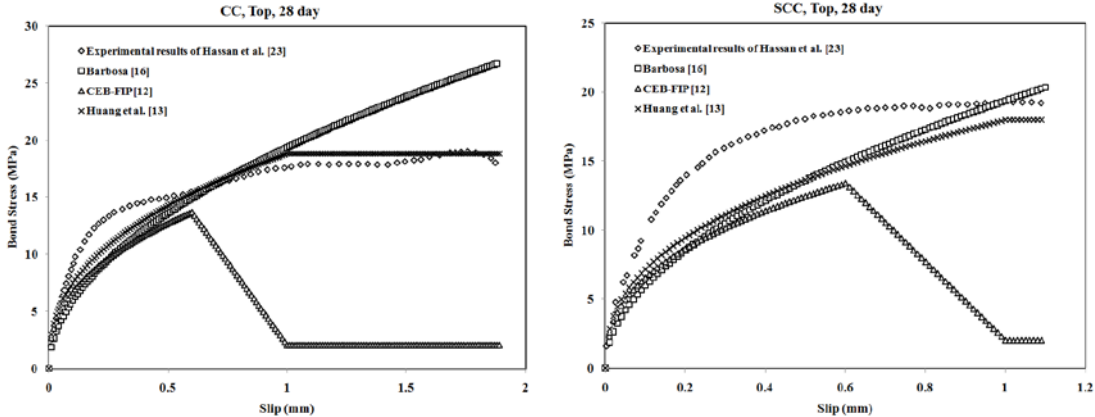 CC, Top, 28 day
30
25
20
15
10
5
0
Bond Stress (MPa)
Experimental results of Hassan et al. [23]
Barbosa [16]
CEB-FIP[12]
Huang et al. [13]
0
0.5
1
1.5
2
Slip (mm)
SCC, Top, 28 day
25
20
15
10
5
0
Bond Stress (MPa)
Experimental results of Hassan et al. [23]
Barbosa [16]
CEB-FIP [12]
Huang et al. [13]
0
0.2
0.4
0.6
0.8
1
1.2
Slip (mm)